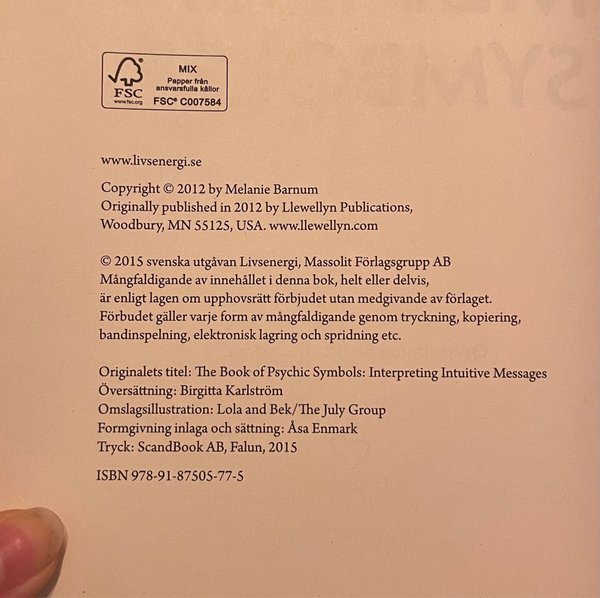 MIX
Papper från
ansvarsfulla källor
FSC® C007584
FSC
www.fsc.org
www.livsenergi.se
Copyright © 2012 by Melanie Barnum
Originally published in 2012 by Llewellyn Publications,
Woodbury, MN 55125, USA. www.llewellyn.com
© 2015 svenska utgåvan Livsenergi, Massolit Förlagsgrupp AB
Mångfaldigande av innehållet i denna bok, helt eller delvis,
är enligt lagen om upphovsrätt förbjudet utan medgivande av förlaget.
Förbudet gäller varje form av mångfaldigande genom tryckning, kopiering,
bandinspelning, elektronisk lagring och spridning etc.
Originalets titel: The Book of Psychic Symbols: Interpreting Intuitive Messages
Översättning: Birgitta Karlström
Omslagsillustration: Lola and Bek/The July Group
Formgivning inlaga och sättning: Åsa Enmark
Tryck: ScandBook AB, Falun, 2015
ISBN 978-91-87505-77-5